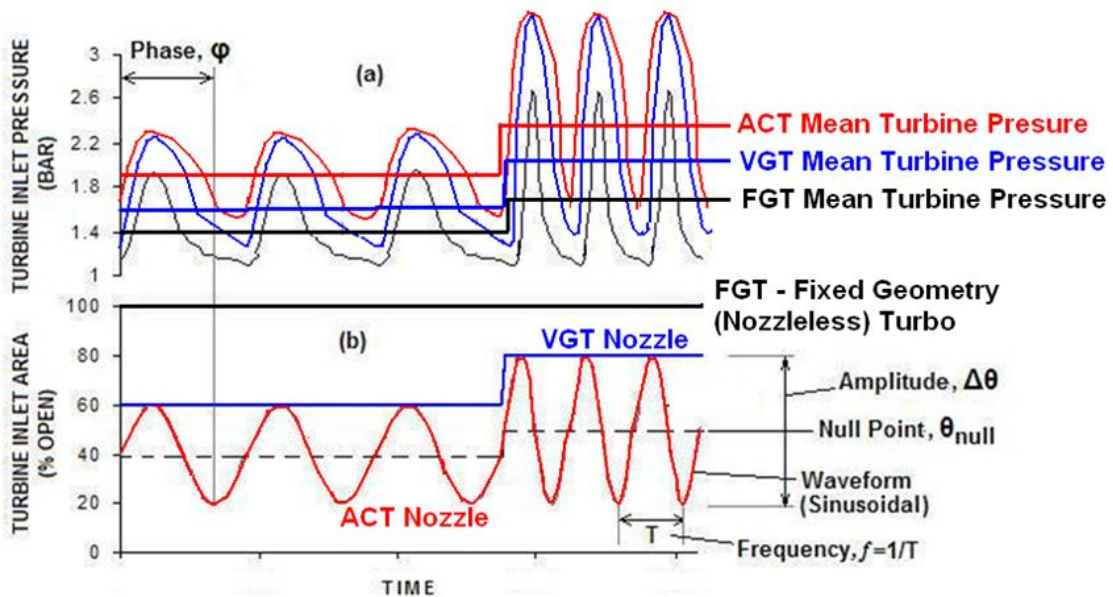 TURBINE INLET PRESSURE
(BAR)
3
2.6
2.2
1.8
1.4
1
Phase, φ
(a)
ACT Mean Turbine Presure
VGT Mean Turbine Pressure
FGT Mean Turbine Pressure
TURBINE INLET AREA
(% OPEN)
100
80
60
40
20
0
(b)
VGT Nozzle
ACT Nozzle
FGT - Fixed Geometry
(Nozzleless) Turbo
Amplitude, Δθ
Null Point, θnull
Waveform
(Sinusoidal)
T
Frequency, f=1/T
TIME